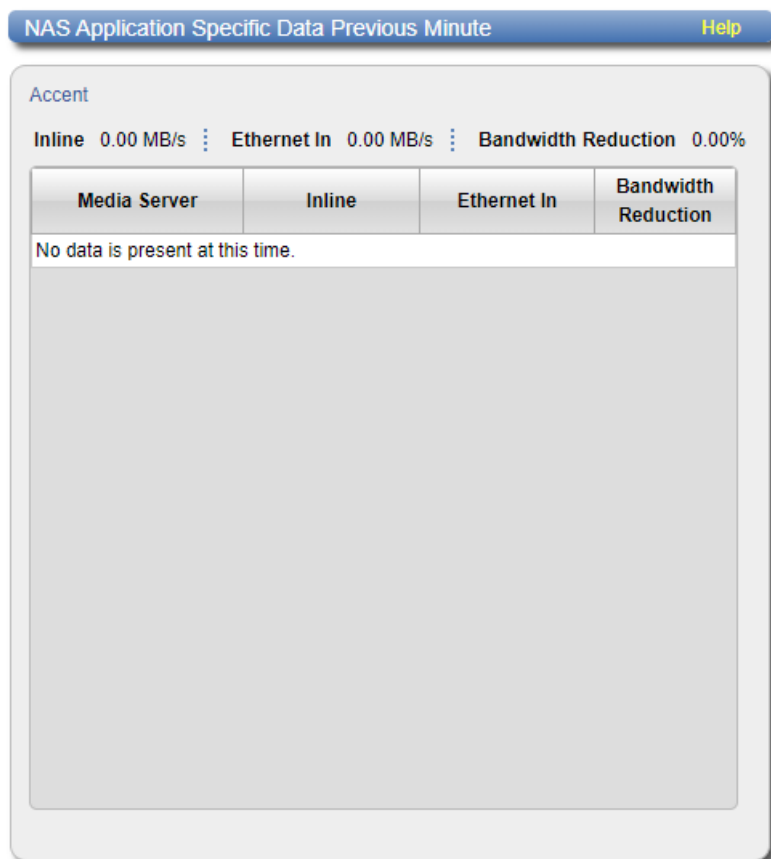 NAS Application Specific Data Previous Minute Help
Accent
Inline 0.00 MB/s Ethernet In 0.00 MB/s Bandwidth Reduction 0.00%
Media Server Inline Ethernet In Bandwidth Reduction
No data is present at this time.